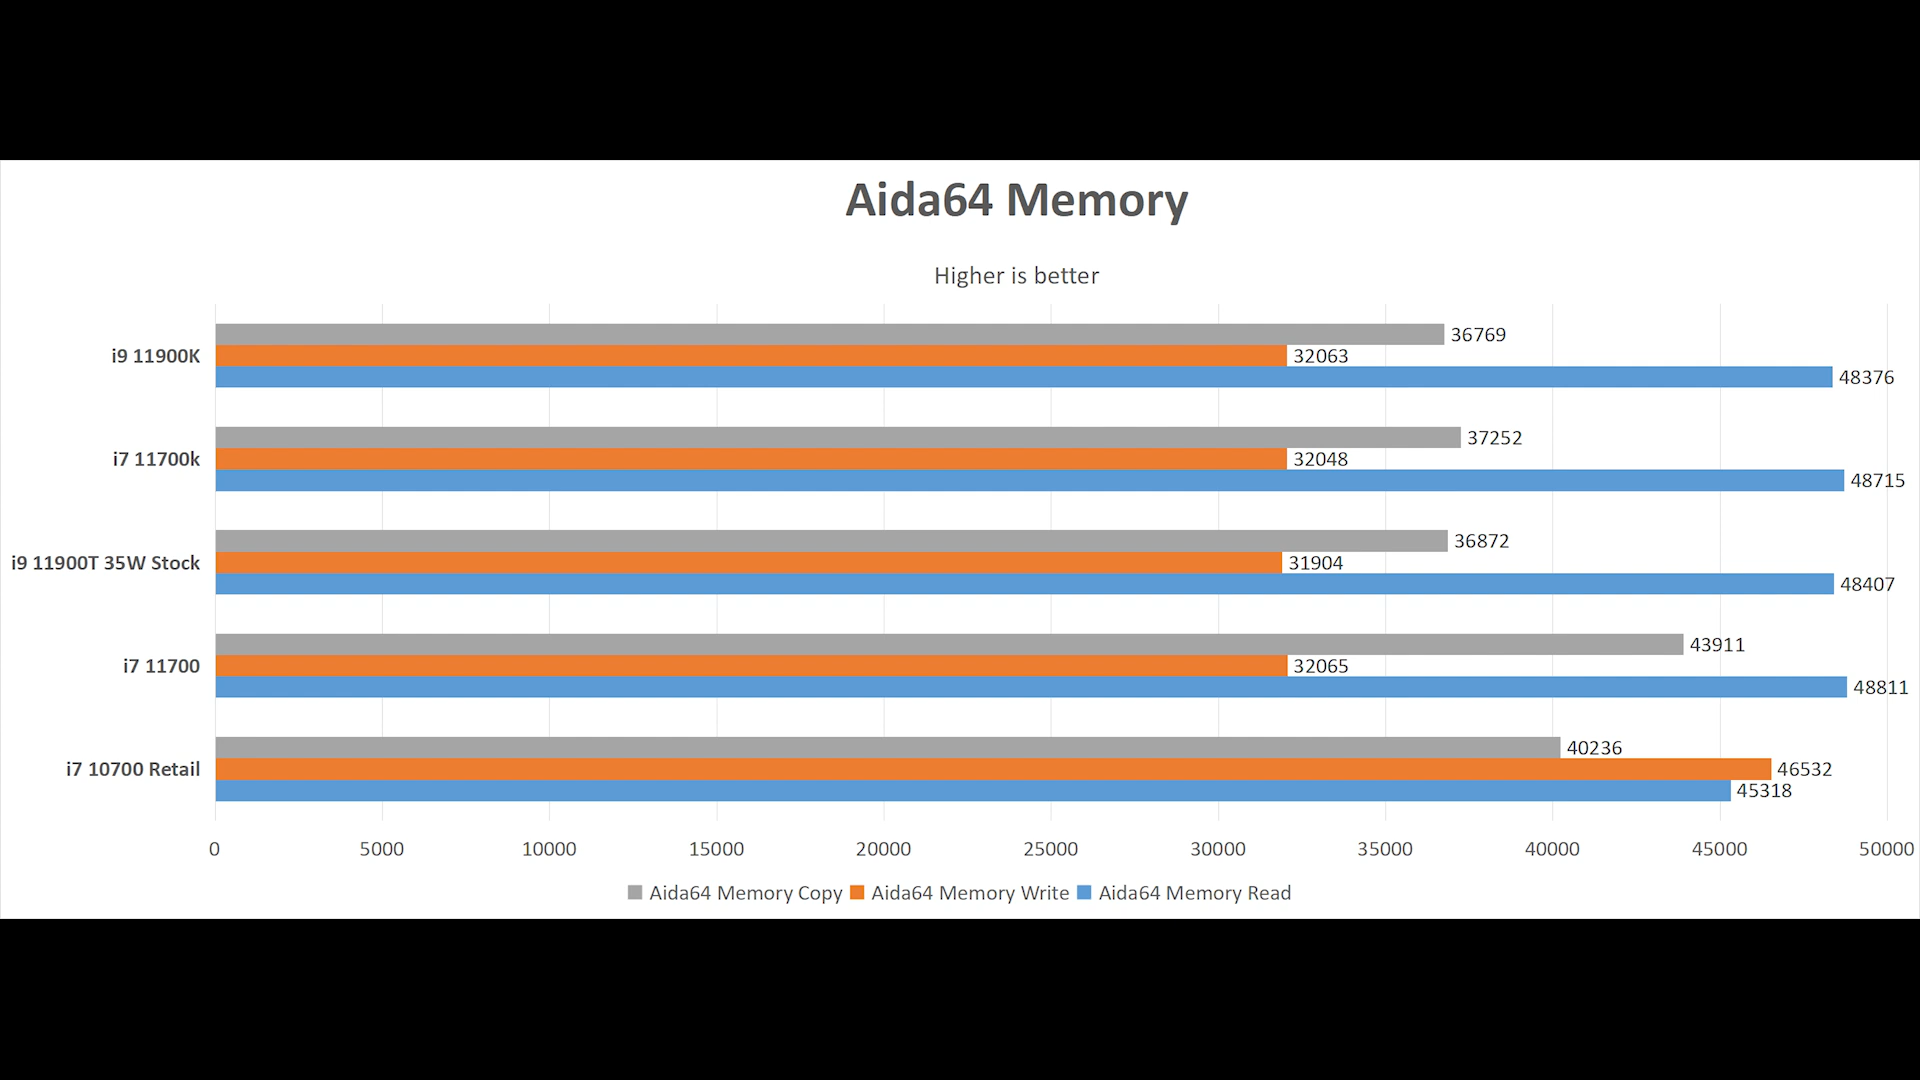 Aida64 Memory
Higher is better
i9 11900K
36769
32063
48376
i7 11700k
37252
32048
48715
i9 11900T 35W Stock
36872
31904
48407
i7 11700
43911
32065
48811
i7 10700 Retail
40236
46532
45318
0 5000 10000 15000 20000 25000 30000 35000 40000 45000 50000
Aida64 Memory Copy Aida64 Memory Write Aida64 Memory Read